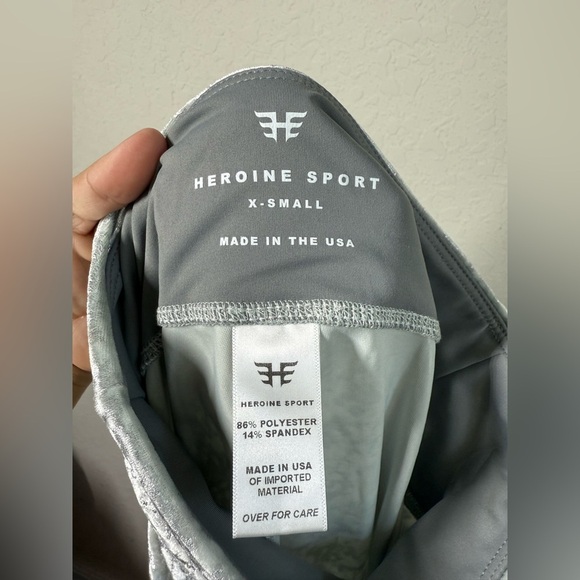 HEROINE SPORT
X-SMALL
MADE IN THE USA
HEROINE SPORT
86% POLYESTER
14% SPANDEX
MADE IN USA
OF IMPORTED
MATERIAL
OVER FOR CARE